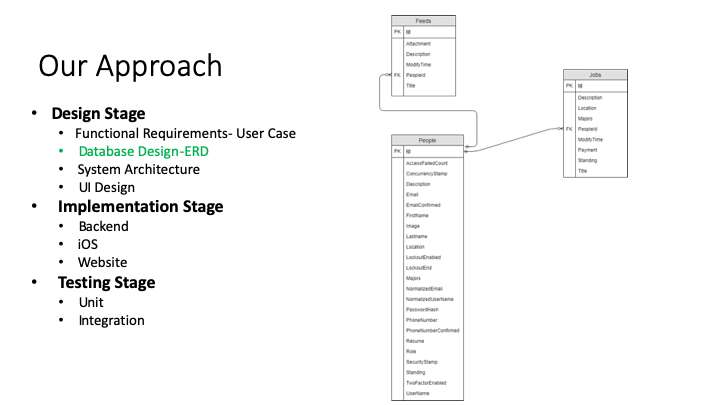 Our Approach
• Design Stage
• Functional Requirements- User Case
• Database Design-ERD
• System Architecture
• UI Design
• Implementation Stage
• Backend
• iOS
• Website
• Testing Stage
• Unit
• Integration
Feeds
PK Id
Attachment
Description
ModifyTime
FK PeopleId
Title
People
PK Id
AccessFailedCount
ConcurrencyStamp
Description
Email
EmailConfirmed
FirstName
Image
Lastname
Location
LockoutEnabled
LockoutEnd
Majors
NormalizedEmail
NormalizedUserName
PasswordHash
PhoneNumber
PhoneNumberConfirmed
Resume
Role
SecurityStamp
Standing
TwoFactorEnabled
UserName
Jobs
PK Id
Description
Location
Majors
FK PeopleId
ModifyTime
Payment
Standing
Title